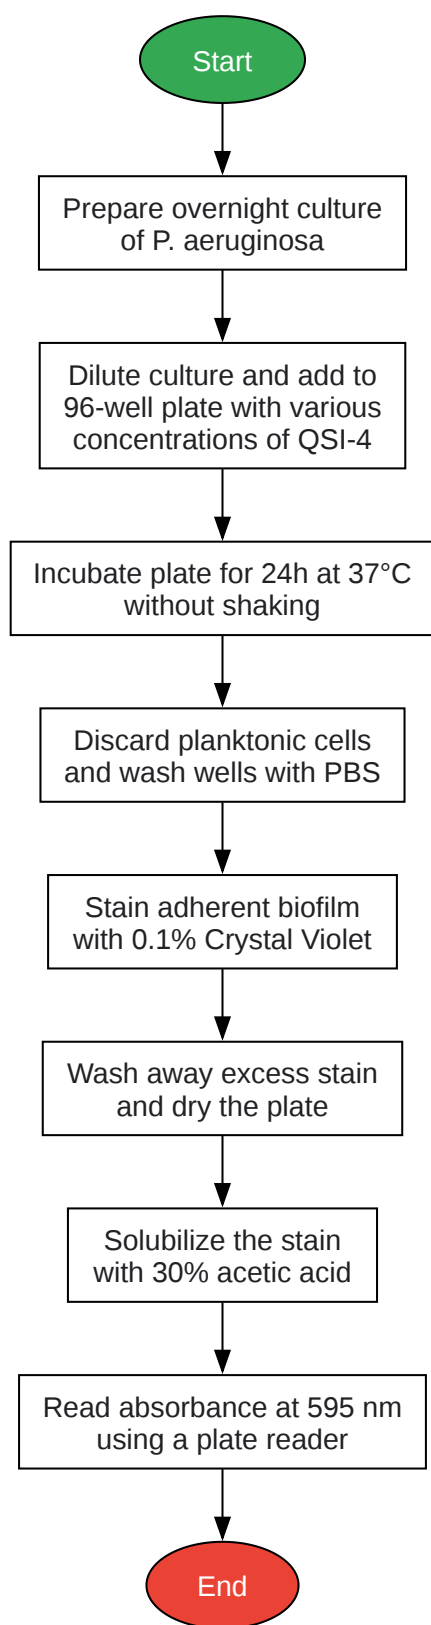 Start
Prepare overnight culture
of P. aeruginosa
Dilute culture and add to
96-well plate with various
concentrations of QSI-4
Incubate plate for 24h at 37°C
without shaking
Discard planktonic cells
and wash wells with PBS
Stain adherent biofilm
with 0.1% Crystal Violet
Wash away excess stain
and dry the plate
Solubilize the stain
with 30% acetic acid
Read absorbance at 595 nm
using a plate reader
End